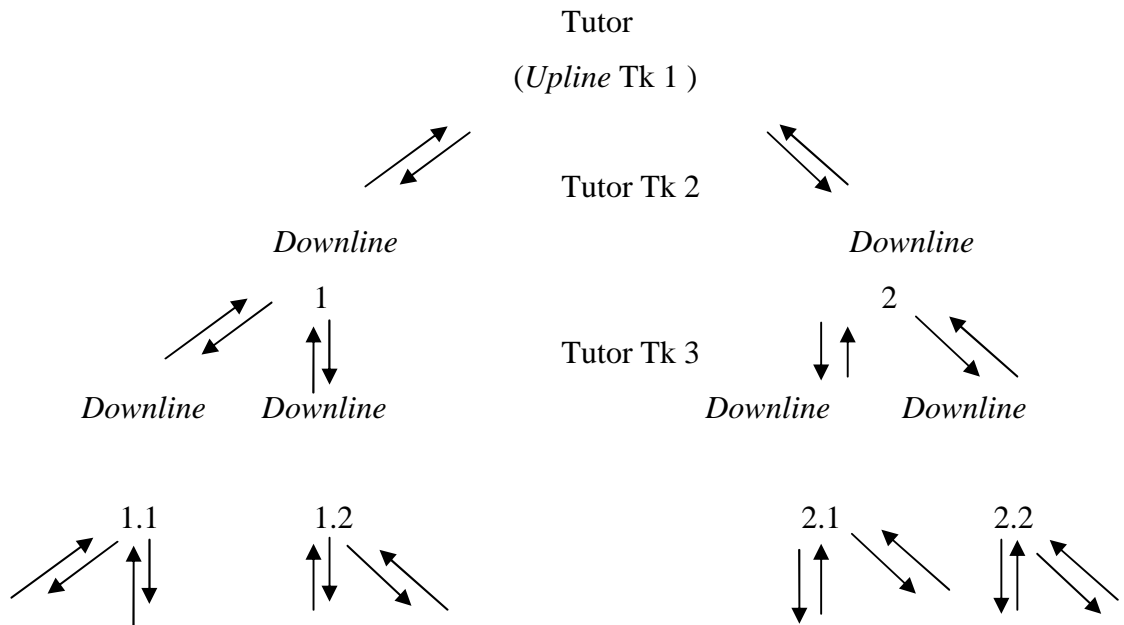 Tutor
(Upline Tk 1 )
Tutor Tk 2
Downline Downline
1 2
Tutor Tk 3
Downline Downline Downline Downline
1.1 1.2 2.1 2.2